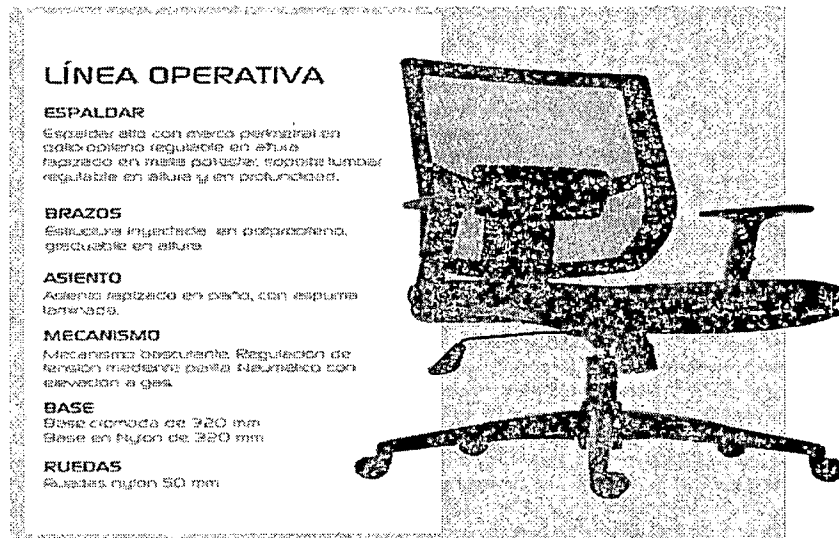 LÍNEA OPERATIVA
ESPALDAR
Espaldar alto con marco perimetral en
polipropileno regulable en altura
tapizado en malla poliester, soporte lumbar
regulable en altura y en profundidad.
BRAZOS
Estructura inyectada en polipropileno,
graduable en altura
ASIENTO
Asiento tapizado en paño, con espuma
laminada.
MECANISMO
Mecanismo basculante. Regulación de
tensión mediante perilla. Neumático con
elevación a gas.
BASE
Base cromada de 320 mm
Base en Nylon de 320 mm
RUEDAS
Ruedas nylon 50 mm